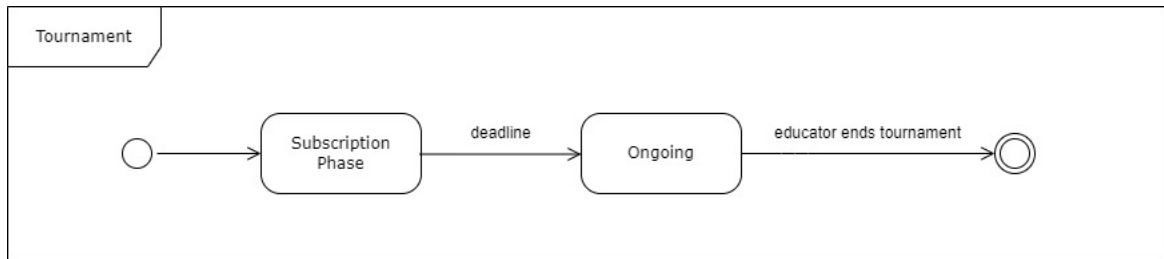 Tournament
Subscription
Phase
deadline
Ongoing
educator ends tournament